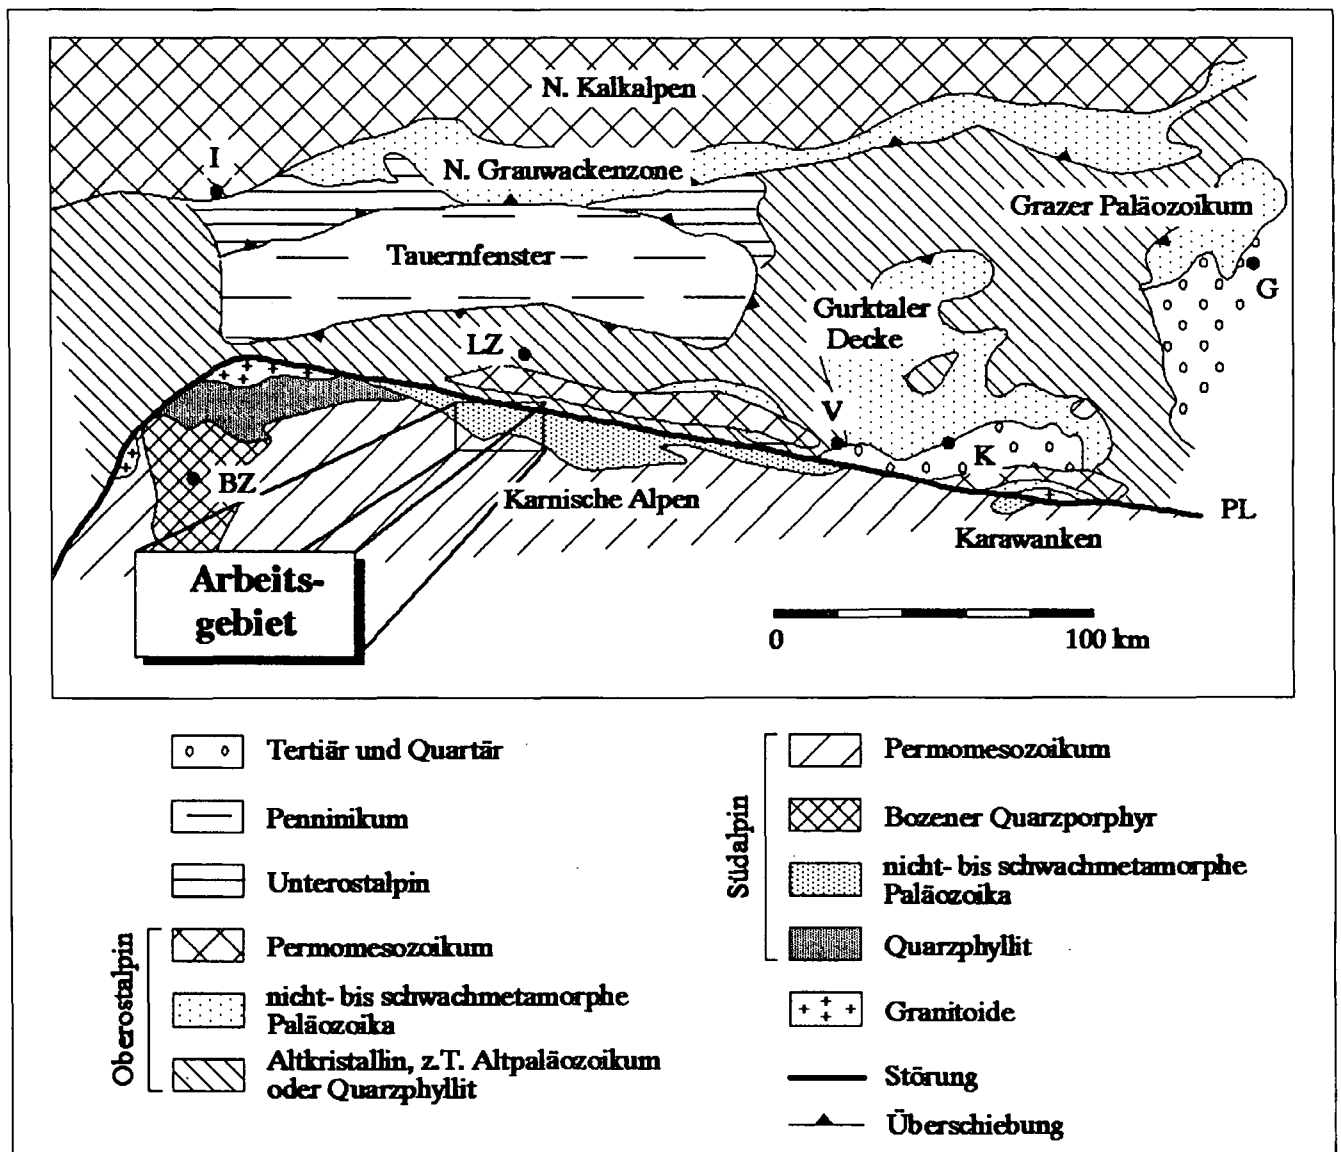 N. Kalkalpen
I
N. Grauwackenzone
Grazer Paläozoikum
Tauernfenster
G
Gurktaler
Decke
LZ
V
K
BZ
Karnische Alpen
PL
Karawanken
Arbeits-
gebiet
0 100 km
Tertiär und Quartär
Penninikum
Unterostalpin
Oberostalpin
Permomesozoikum
nicht- bis schwachmetamorphe
Paläozoika
Altkristallin, z.T. Altpaläozoikum
oder Quarzphyllit
Südalpin
Permomesozoikum
Bozener Quarzporphyr
nicht- bis schwachmetamorphe
Paläozoika
Quarzphyllit
Granitoide
Störung
Überschiebung